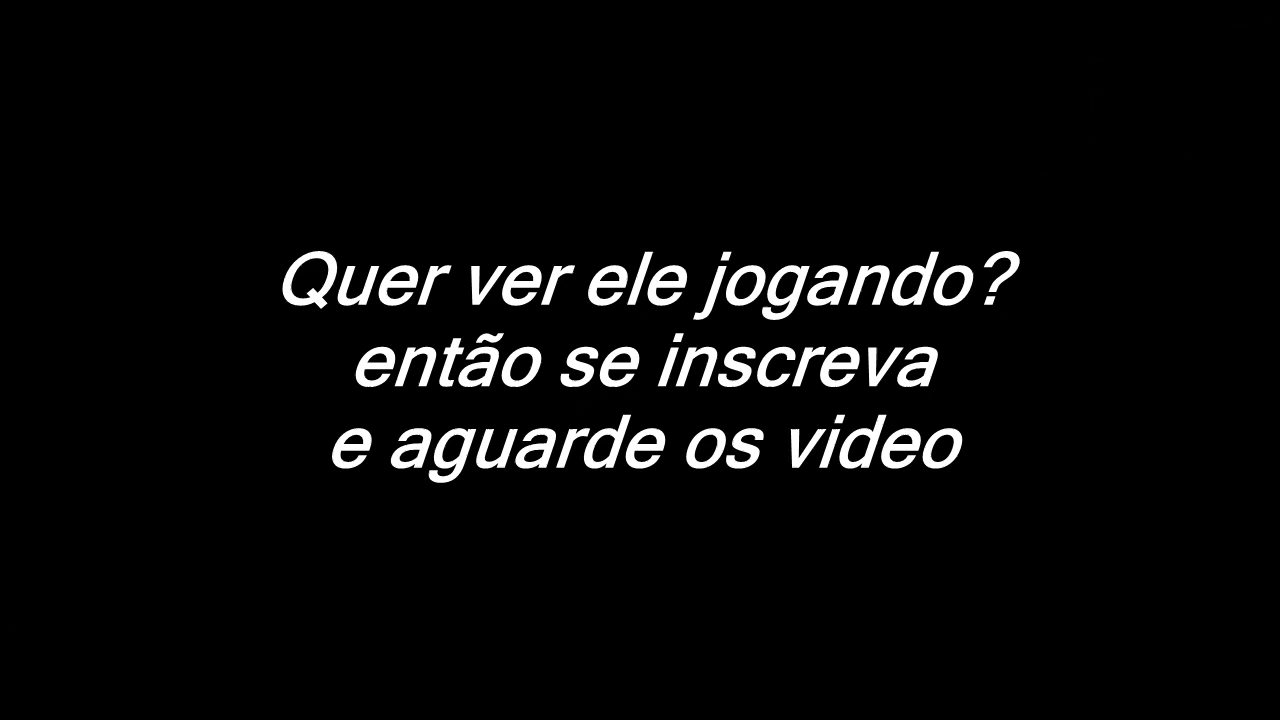 Quer ver ele jogando?
então se inscreva
e aguarde os video